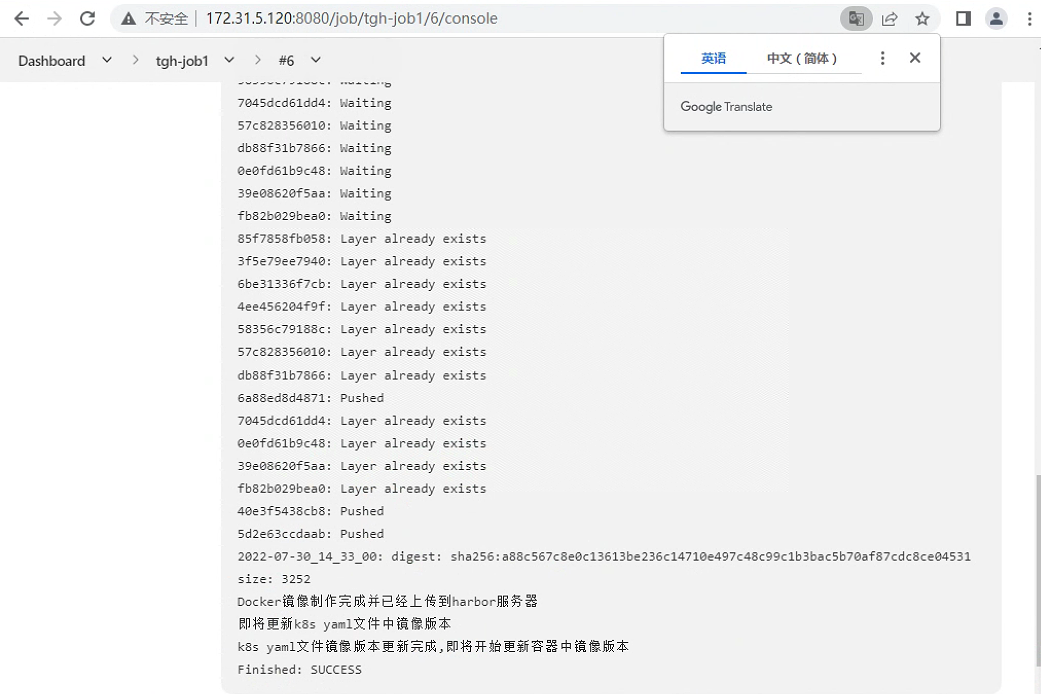 不安全 172.31.5.120:8080/job/tgh-job1/6/console
Dashboard tgh-job1 #6
英语 中文 ( 简体 )
Google Translate
58356c79188c: Waiting
7045dcd61dd4: Waiting
57c828356010: Waiting
db88f31b7866: Waiting
0e0fd61b9c48: Waiting
39e08620f5aa: Waiting
fb82b029bea0: Waiting
85f7858fb058: Layer already exists
3f5e79ee7940: Layer already exists
6be31336f7cb: Layer already exists
4ee456204f9f: Layer already exists
58356c79188c: Layer already exists
57c828356010: Layer already exists
db88f31b7866: Layer already exists
6a88ed8d4871: Pushed
7045dcd61dd4: Layer already exists
0e0fd61b9c48: Layer already exists
39e08620f5aa: Layer already exists
fb82b029bea0: Layer already exists
40e3f5438cb8: Pushed
5d2e63ccdaab: Pushed
2022-07-30_14_33_00: digest: sha256:a88c567c8e0c13613be236c14710e497c48c99c1b3bac5b70af87cdc8ce04531
size: 3252
Docker镜像制作完成并已经上传到harbor服务器
即将更新k8s yaml文件中镜像版本
k8s yaml文件镜像版本更新完成,即将开始更新容器中镜像版本
Finished: SUCCESS